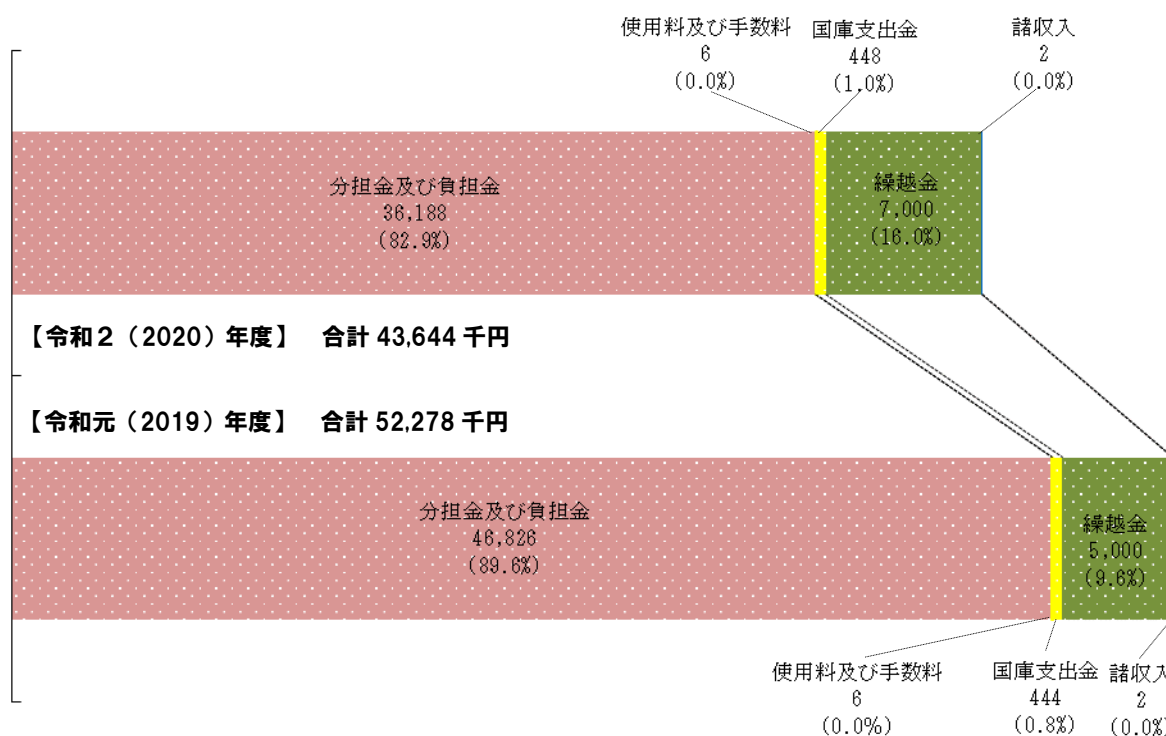 使用料及び手数料
6
(0.0%)
国庫支出金
448
(1.0%)
諸収入
2
(0.0%)
分担金及び負担金
36,188
(82.9%)
繰越金
7,000
(16.0%)
【令和２（2020）年度】　合計 43,644 千円
【令和元（2019）年度】　合計 52,278 千円
分担金及び負担金
46,826
(89.6%)
繰越金
5,000
(9.6%)
使用料及び手数料
6
(0.0%)
国庫支出金
444
(0.8%)
諸収入
2
(0.0%)